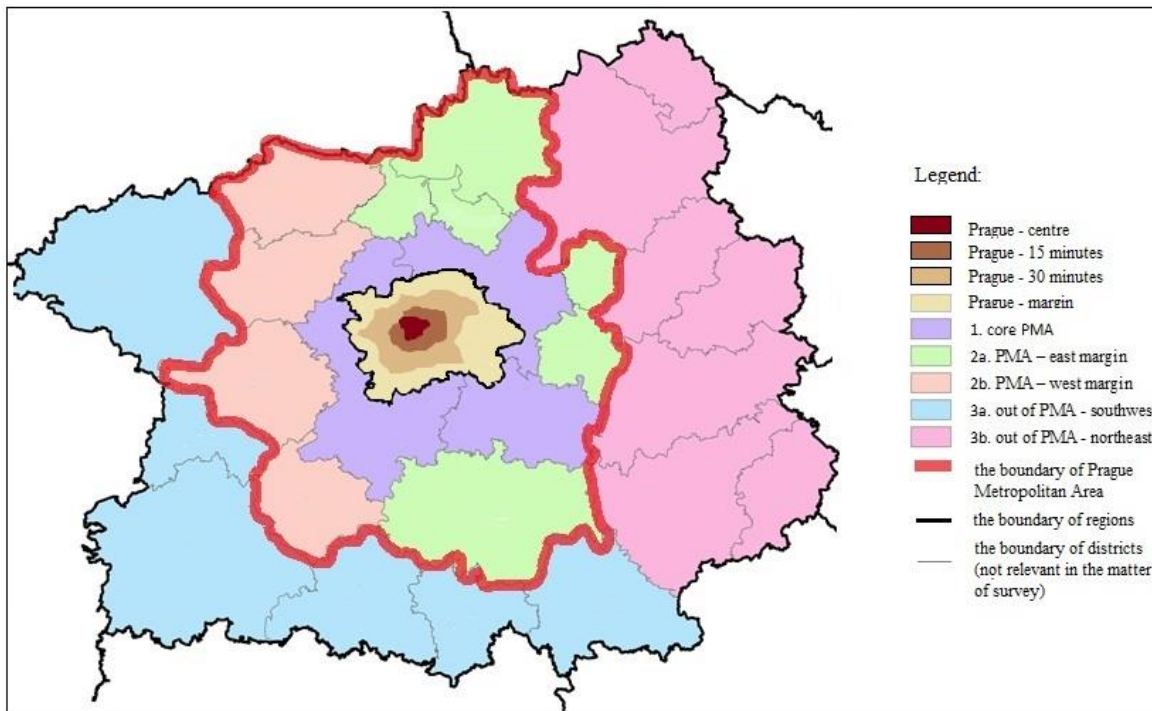 Legend:
Prague - centre
Prague - 15 minutes
Prague - 30 minutes
Prague - margin
1. core PMA
2a. PMA – east margin
2b. PMA – west margin
3a. out of PMA - southwes
3b. out of PMA - northeast
the boundary of Prague
Metropolitan Area
the boundary of regions
the boundary of districts
(not relevant in the matter
of survey)